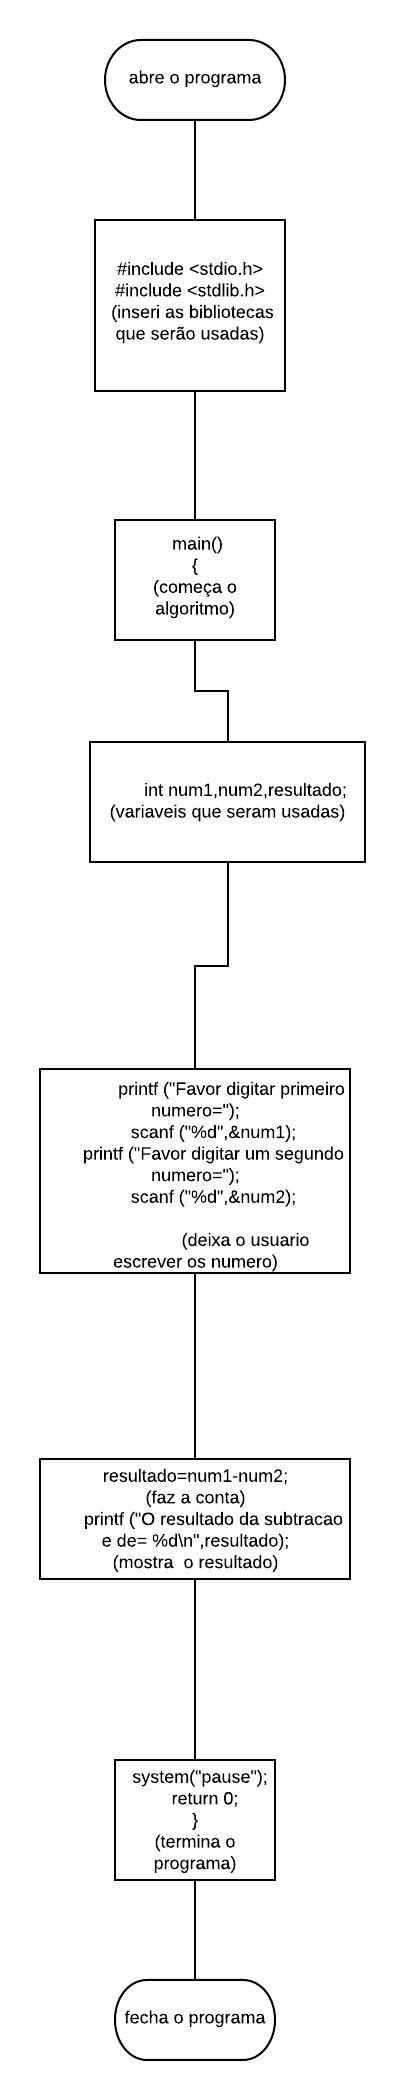 abre o programa
#include <stdio.h>
#include <stdlib.h>
(inseri as bibliotecas
que serão usadas)
main()
{
(começa o
algoritmo)
int num1,num2,resultado;
(variaveis que seram usadas)
printf ("Favor digitar primeiro
numero=");
scanf ("%d",&num1);
printf ("Favor digitar um segundo
numero=");
scanf ("%d",&num2);
(deixa o usuario
escrever os numero)
resultado=num1-num2;
(faz a conta)
printf ("O resultado da subtracao
e de= %d\n",resultado);
(mostra  o resultado)
system("pause");
return 0;
}
(termina o
programa)
fecha o programa